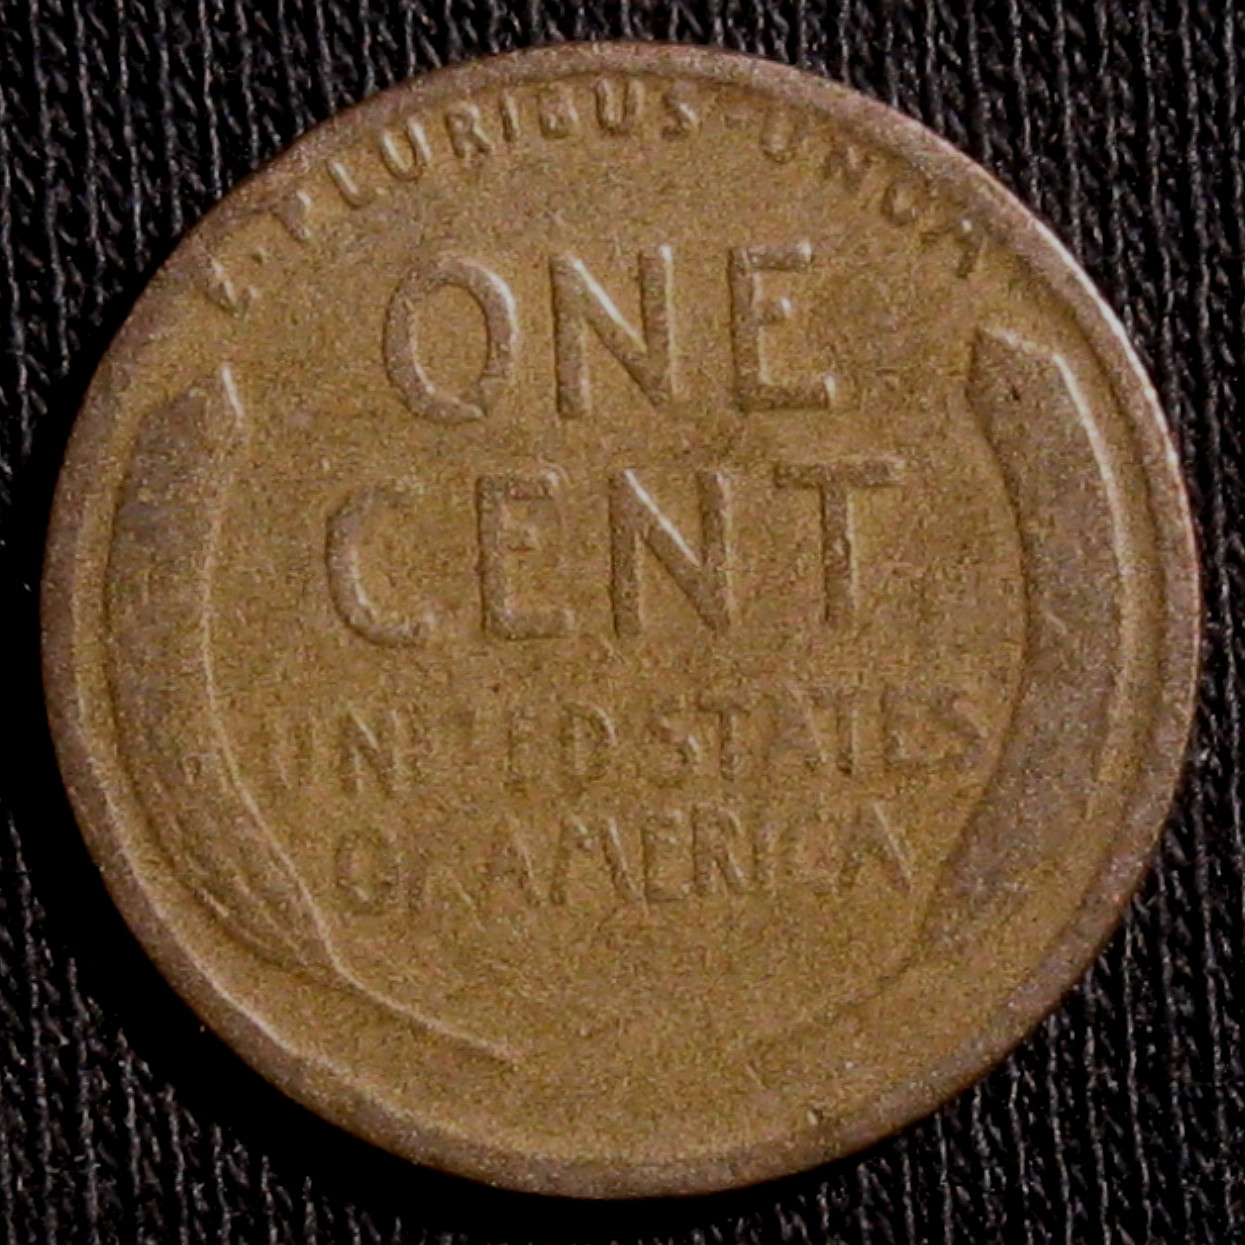 E·PLURIBUS·UNUM
ONE
CENT
UNITED STATES
OF AMERICA